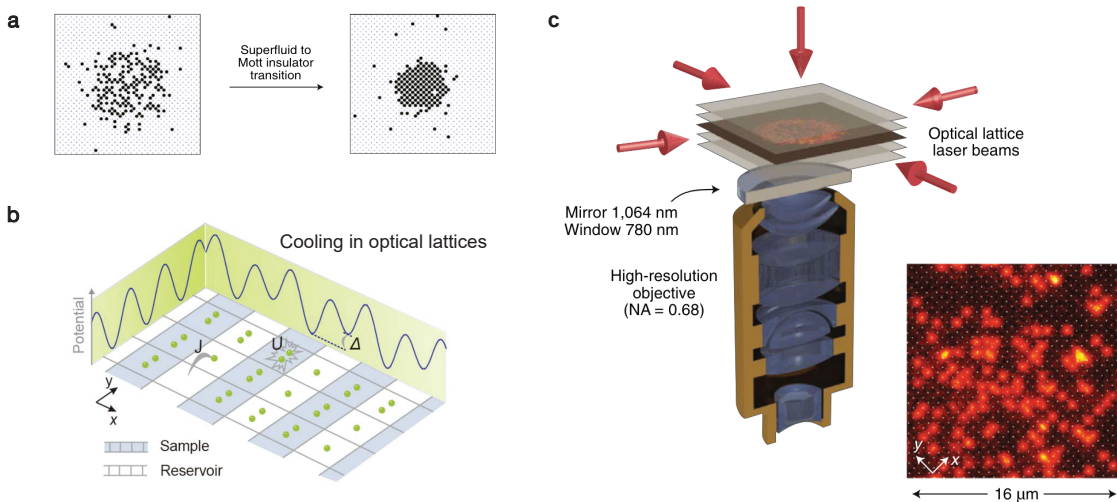 a
Superfluid to
Mott insulator
transition
b
Cooling in optical lattices
Potential
J
U
Δ
y
x
Sample
Reservoir
c
Optical lattice
laser beams
Mirror 1,064 nm
Window 780 nm
High-resolution
objective
(NA = 0.68)
y
x
16 μm